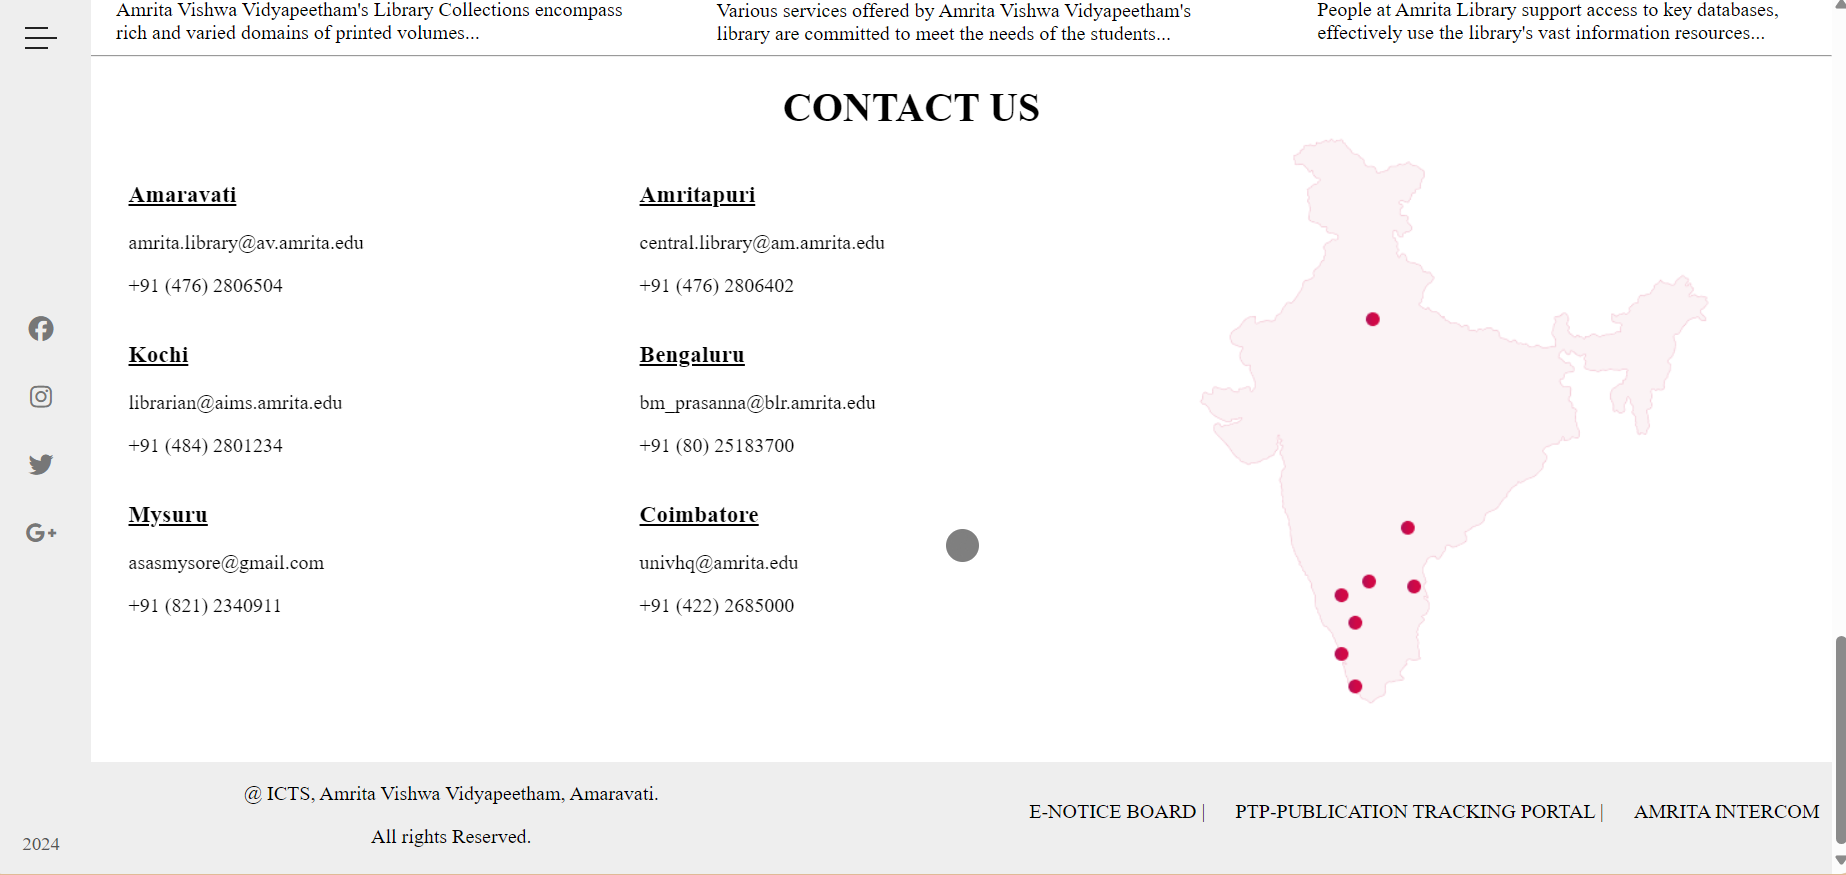 Amrita Vishwa Vidyapeetham's Library Collections encompass
rich and varied domains of printed volumes...
Various services offered by Amrita Vishwa Vidyapeetham's
library are committed to meet the needs of the students...
People at Amrita Library support access to key databases,
effectively use the library's vast information resources...
CONTACT US
Amaravati
amrita.library@av.amrita.edu
+91 (476) 2806504
Amritapuri
central.library@am.amrita.edu
+91 (476) 2806402
Kochi
librarian@aims.amrita.edu
+91 (484) 2801234
Bengaluru
bm_prasanna@blr.amrita.edu
+91 (80) 25183700
Mysuru
asasmysore@gmail.com
+91 (821) 2340911
Coimbatore
univhq@amrita.edu
+91 (422) 2685000
@ ICTS, Amrita Vishwa Vidyapeetham, Amaravati.
All rights Reserved.
E-NOTICE BOARD | PTP-PUBLICATION TRACKING PORTAL | AMRITA INTERCOM
G+
2024